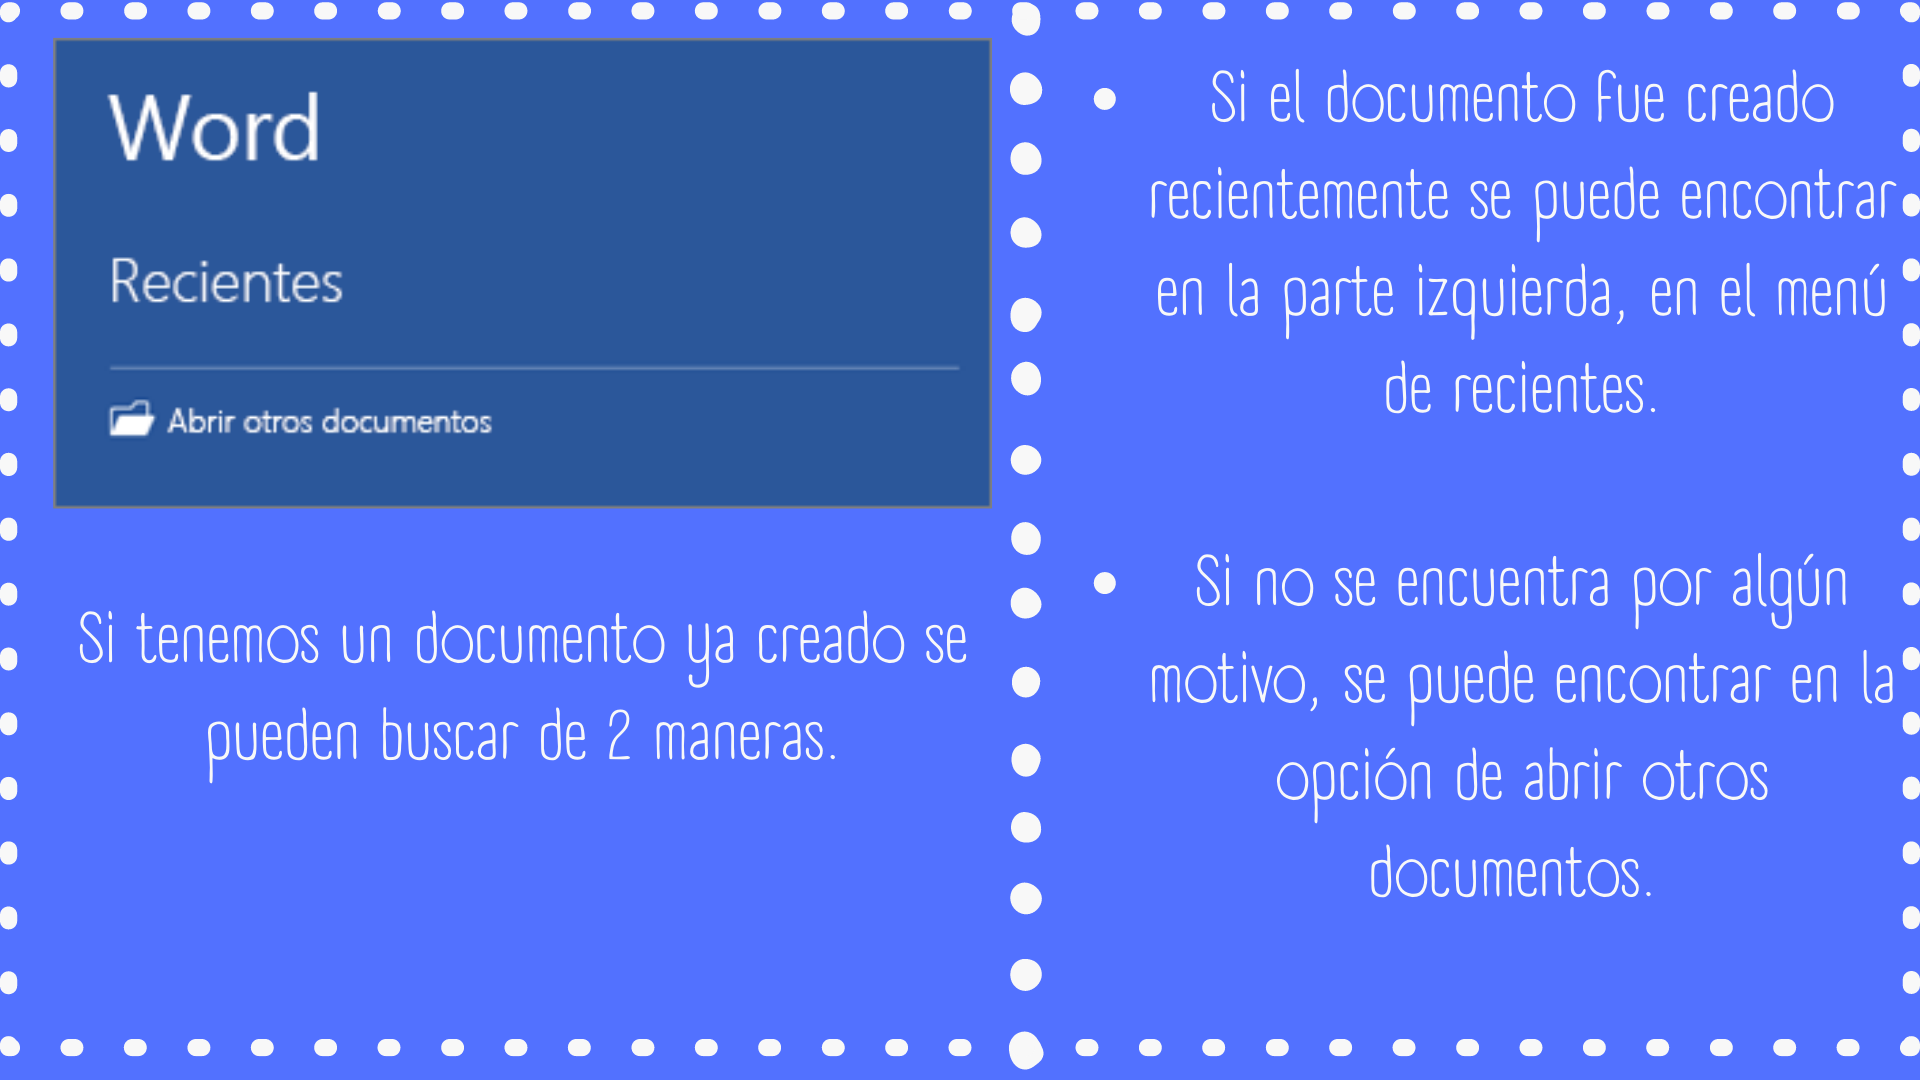 Word
Recientes
Abrir otros documentos
Si tenemos un documento ya creado se
pueden buscar de 2 maneras.
• Si el documento fue creado
recientemente se puede encontrar
en la parte izquierda, en el menú
de recientes.
• Si no se encuentra por algún
motivo, se puede encontrar en la
opción de abrir otros
documentos.